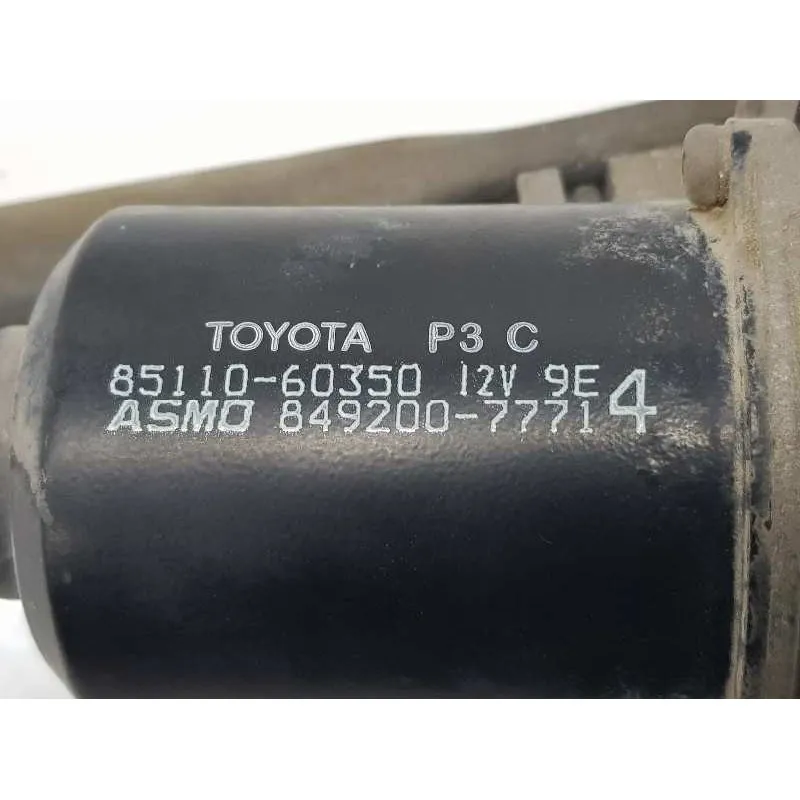 TOYOTA P3 C
85110-60350 12V 9E
ASMO 849200-7771 4